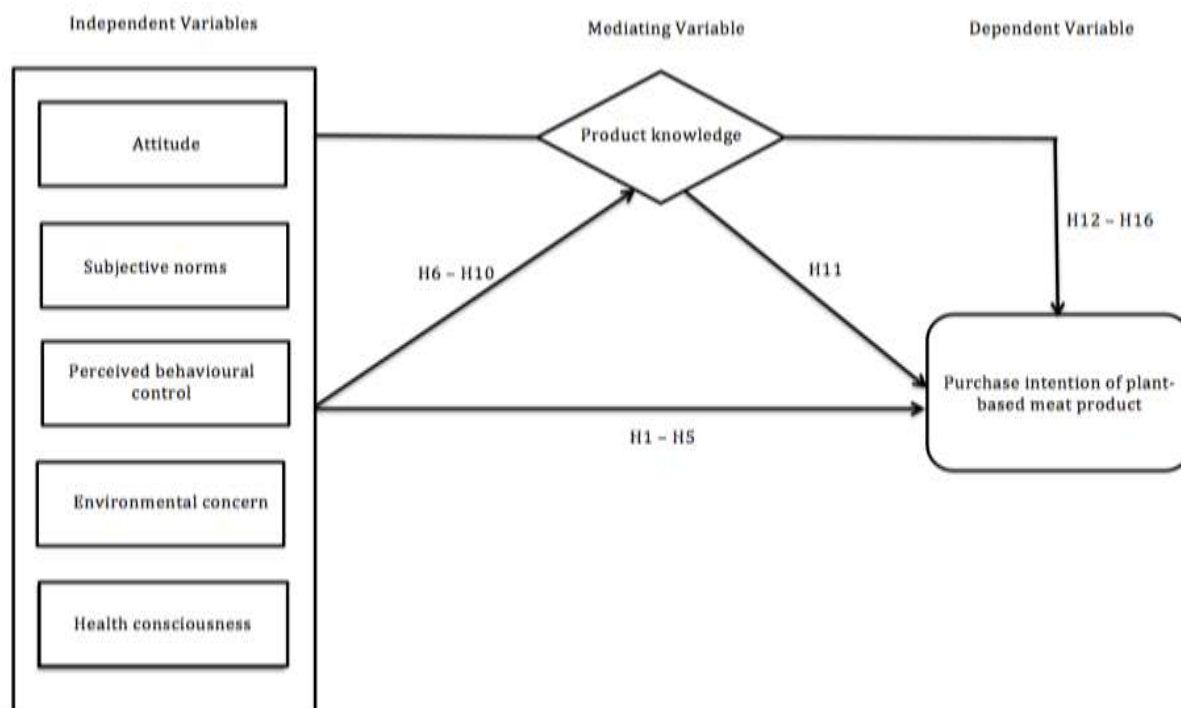 Independent Variables
Mediating Variable
Dependent Variable
Attitude
Product knowledge
Subjective norms
H6 – H10
H11
H12 – H16
Perceived behavioural
control
Purchase intention of plant-
based meat product
H1 – H5
Environmental concern
Health consciousness